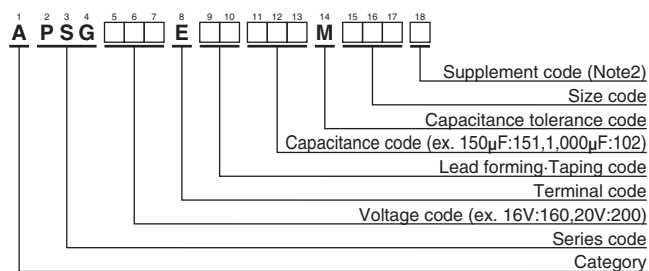 1 2 3 4 5 6 7 8 9 10 11 12 13 14 15 16 17 18
A P S G E M
Supplement code (Note2)
Size code
Capacitance tolerance code
Capacitance code (ex. 150μF:151,1,000μF:102)
Lead forming·Taping code
Terminal code
Voltage code (ex. 16V:160,20V:200)
Series code
Category